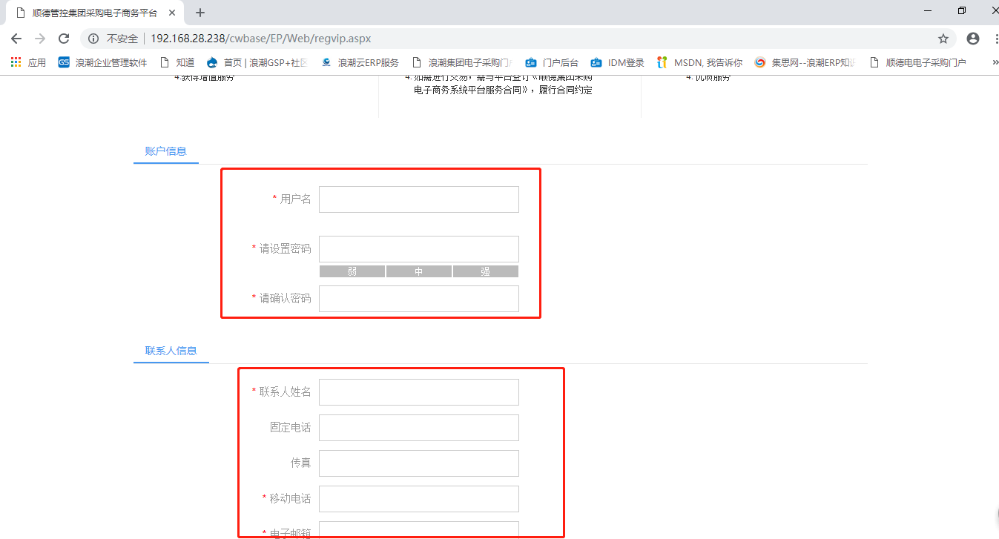 顺德管控集团采购电子商务平台
不安全 192.168.28.238/cwbase/EP/Web/regvip.aspx
应用 浪潮企业管理软件 知道 首页 | 浪潮GSP+社区 浪潮云ERP服务 浪潮集团电子采购门户 门户后台 IDM登录 MSDN, 我告诉你 集思网--浪潮ERP知识 顺德电电子采购门户 »
4.获得增值服务
4. 如需进行交易，需与平台签订《顺德集团采购
电子商务系统平台服务合同》，履行合同约定
4. 优质服务
账户信息
* 用户名
* 请设置密码
弱 中 强
* 请确认密码
联系人信息
* 联系人姓名
固定电话
传真
* 移动电话
* 电子邮箱